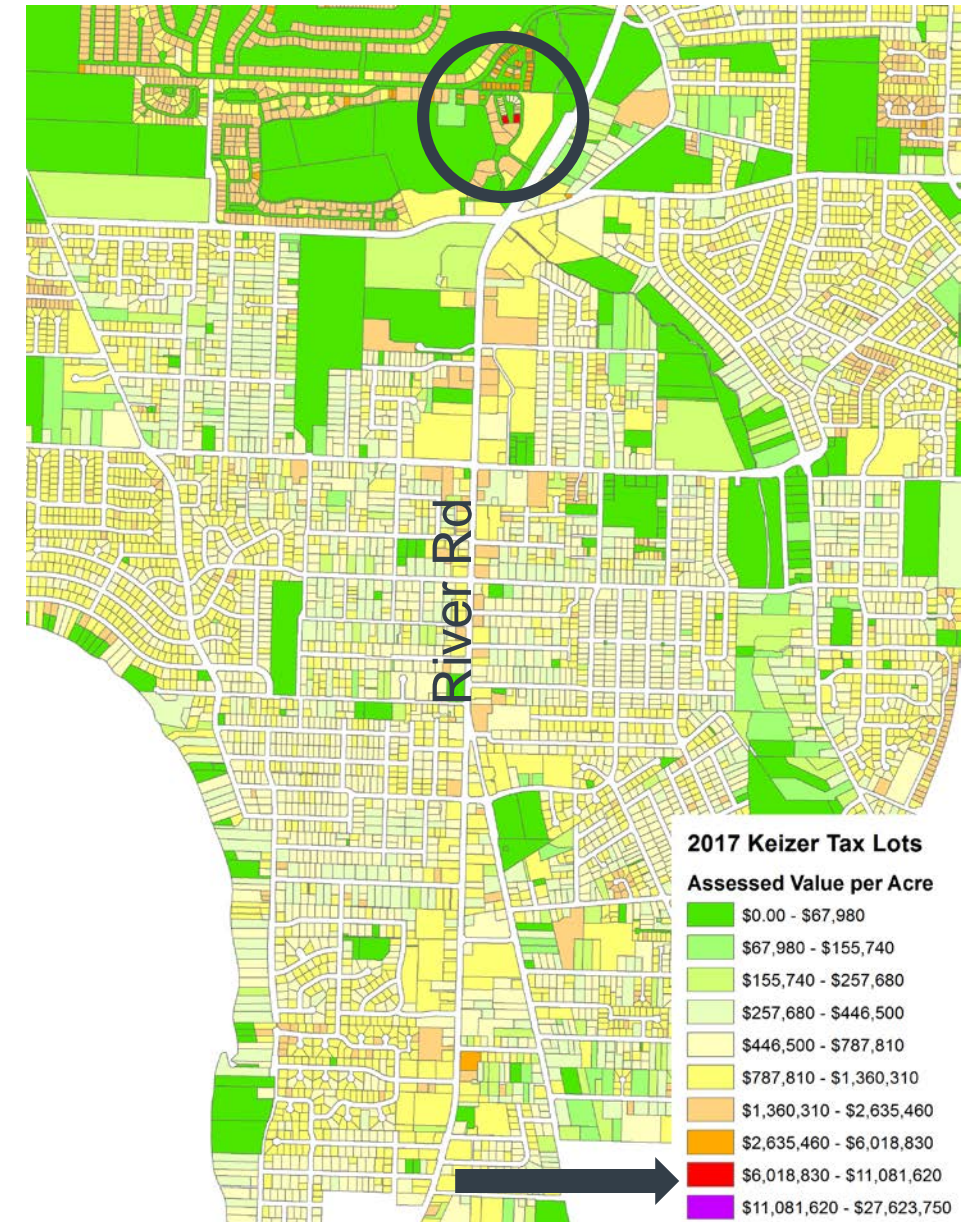 River Rd
2017 Keizer Tax Lots
Assessed Value per Acre
$0.00 - $67,980
$67,980 - $155,740
$155,740 - $257,680
$257,680 - $446,500
$446,500 - $787,810
$787,810 - $1,360,310
$1,360,310 - $2,635,460
$2,635,460 - $6,018,830
$6,018,830 - $11,081,620
$11,081,620 - $27,623,750